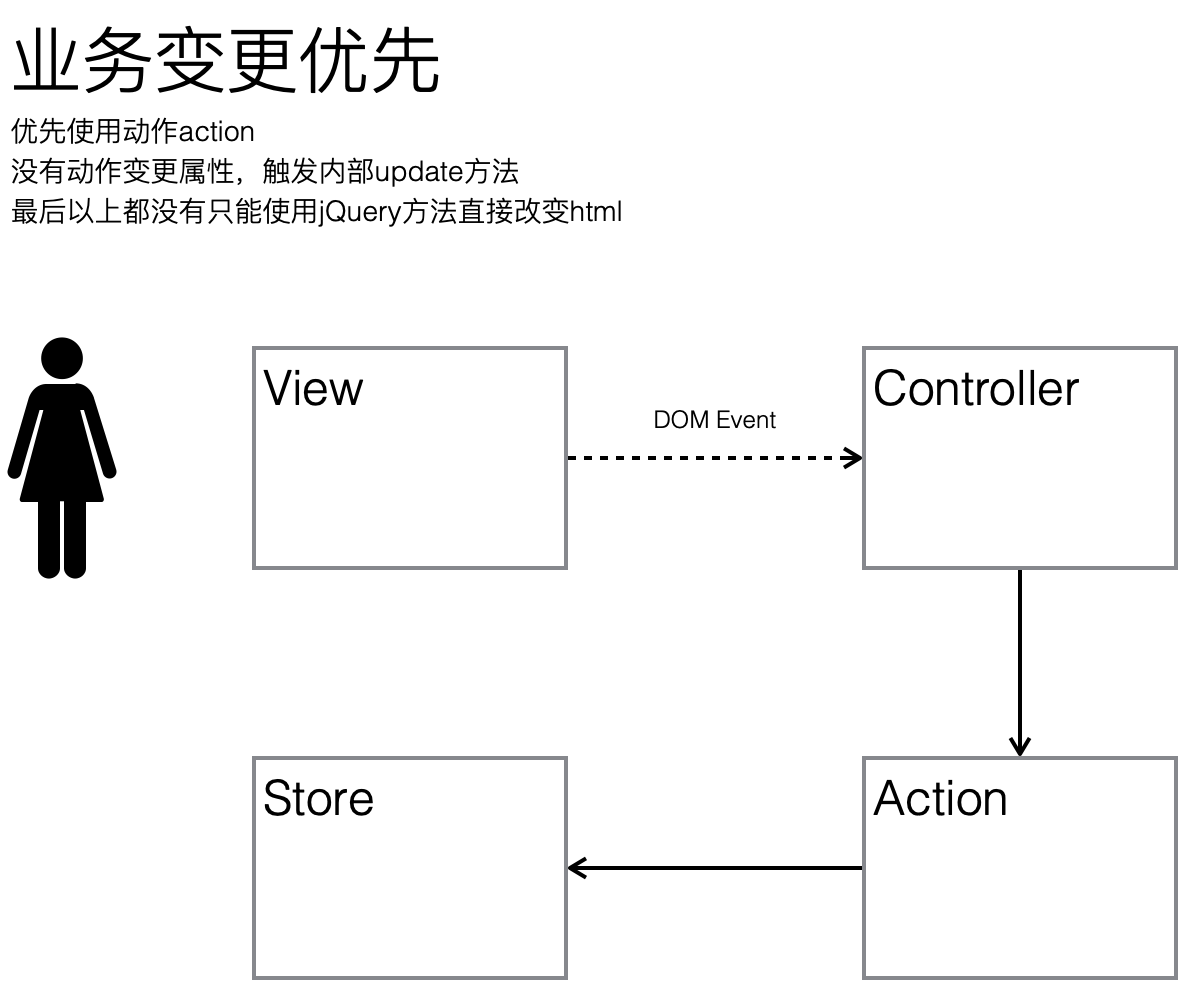 业务变更优先
优先使用动作action
没有动作变更属性，触发内部update方法
最后以上都没有只能使用jQuery方法直接改变html
View
DOM Event
Controller
Store
Action